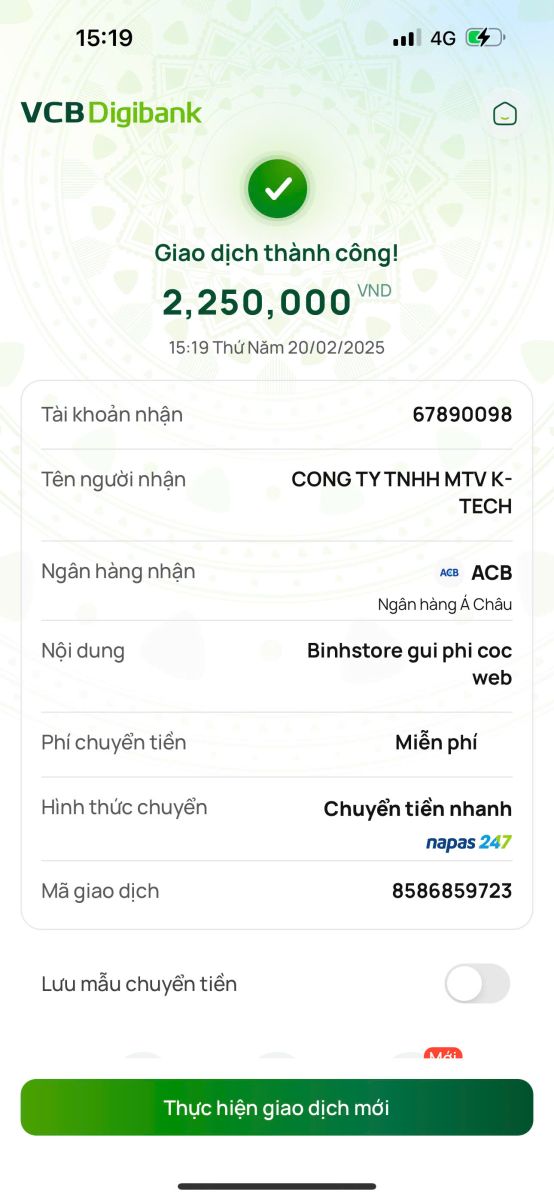 15:19
4G
VCB Digibank
Giao dịch thành công!
2,250,000 VND
15:19 Thứ Năm 20/02/2025
Tài khoản nhận 67890098
Tên người nhận CONG TY TNHH MTV K-
TECH
Ngân hàng nhận ACB ACB
Ngân hàng Á Châu
Nội dung Binhstore gui phi coc
web
Phí chuyển tiền Miễn phí
Hình thức chuyển Chuyển tiền nhanh
napas 247
Mã giao dịch 8586859723
Lưu mẫu chuyển tiền
Mới
Thực hiện giao dịch mới